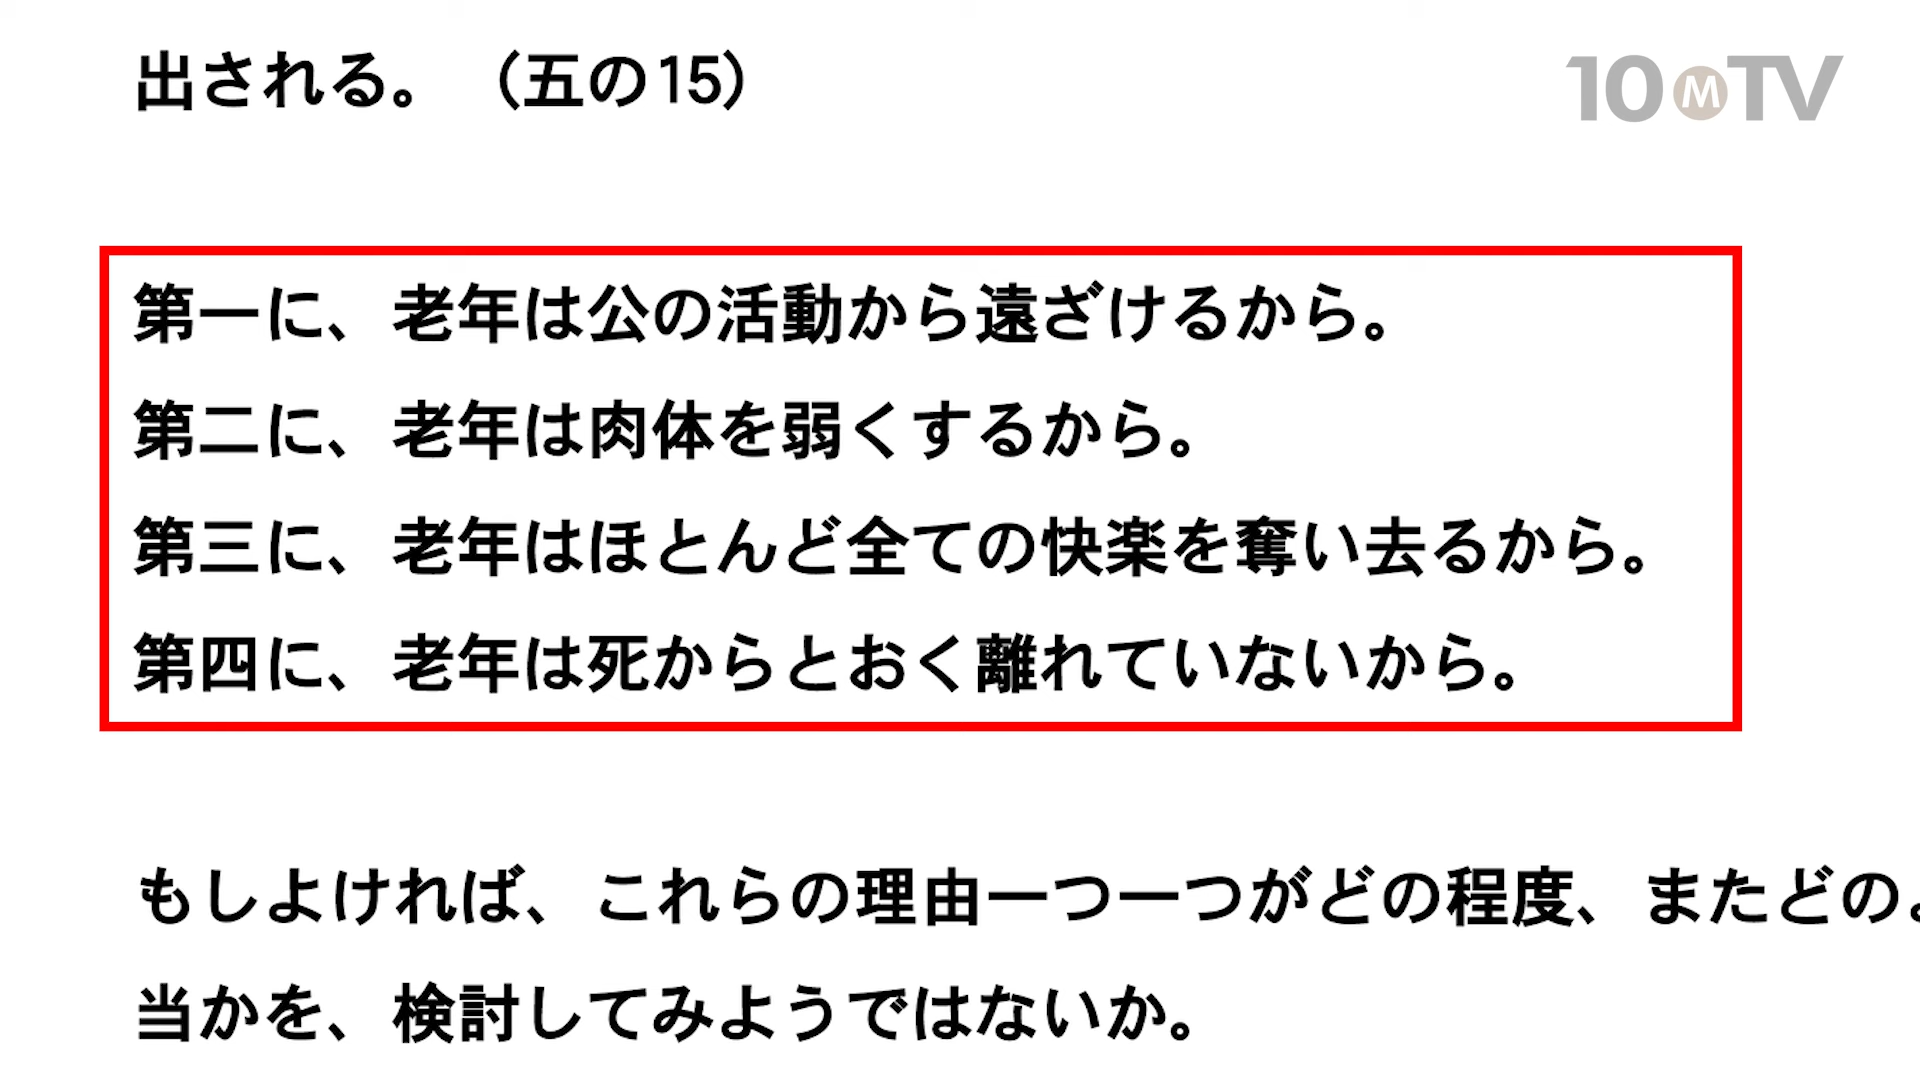 出される。（五の15）
10MTV
第一に、老年は公の活動から遠ざけるから。
第二に、老年は肉体を弱くするから。
第三に、老年はほとんど全ての快楽を奪い去るから。
第四に、老年は死からとおく離れていないから。
もしよければ、これらの理由一つ一つがどの程度、またどの
当かを、検討してみようではないか。